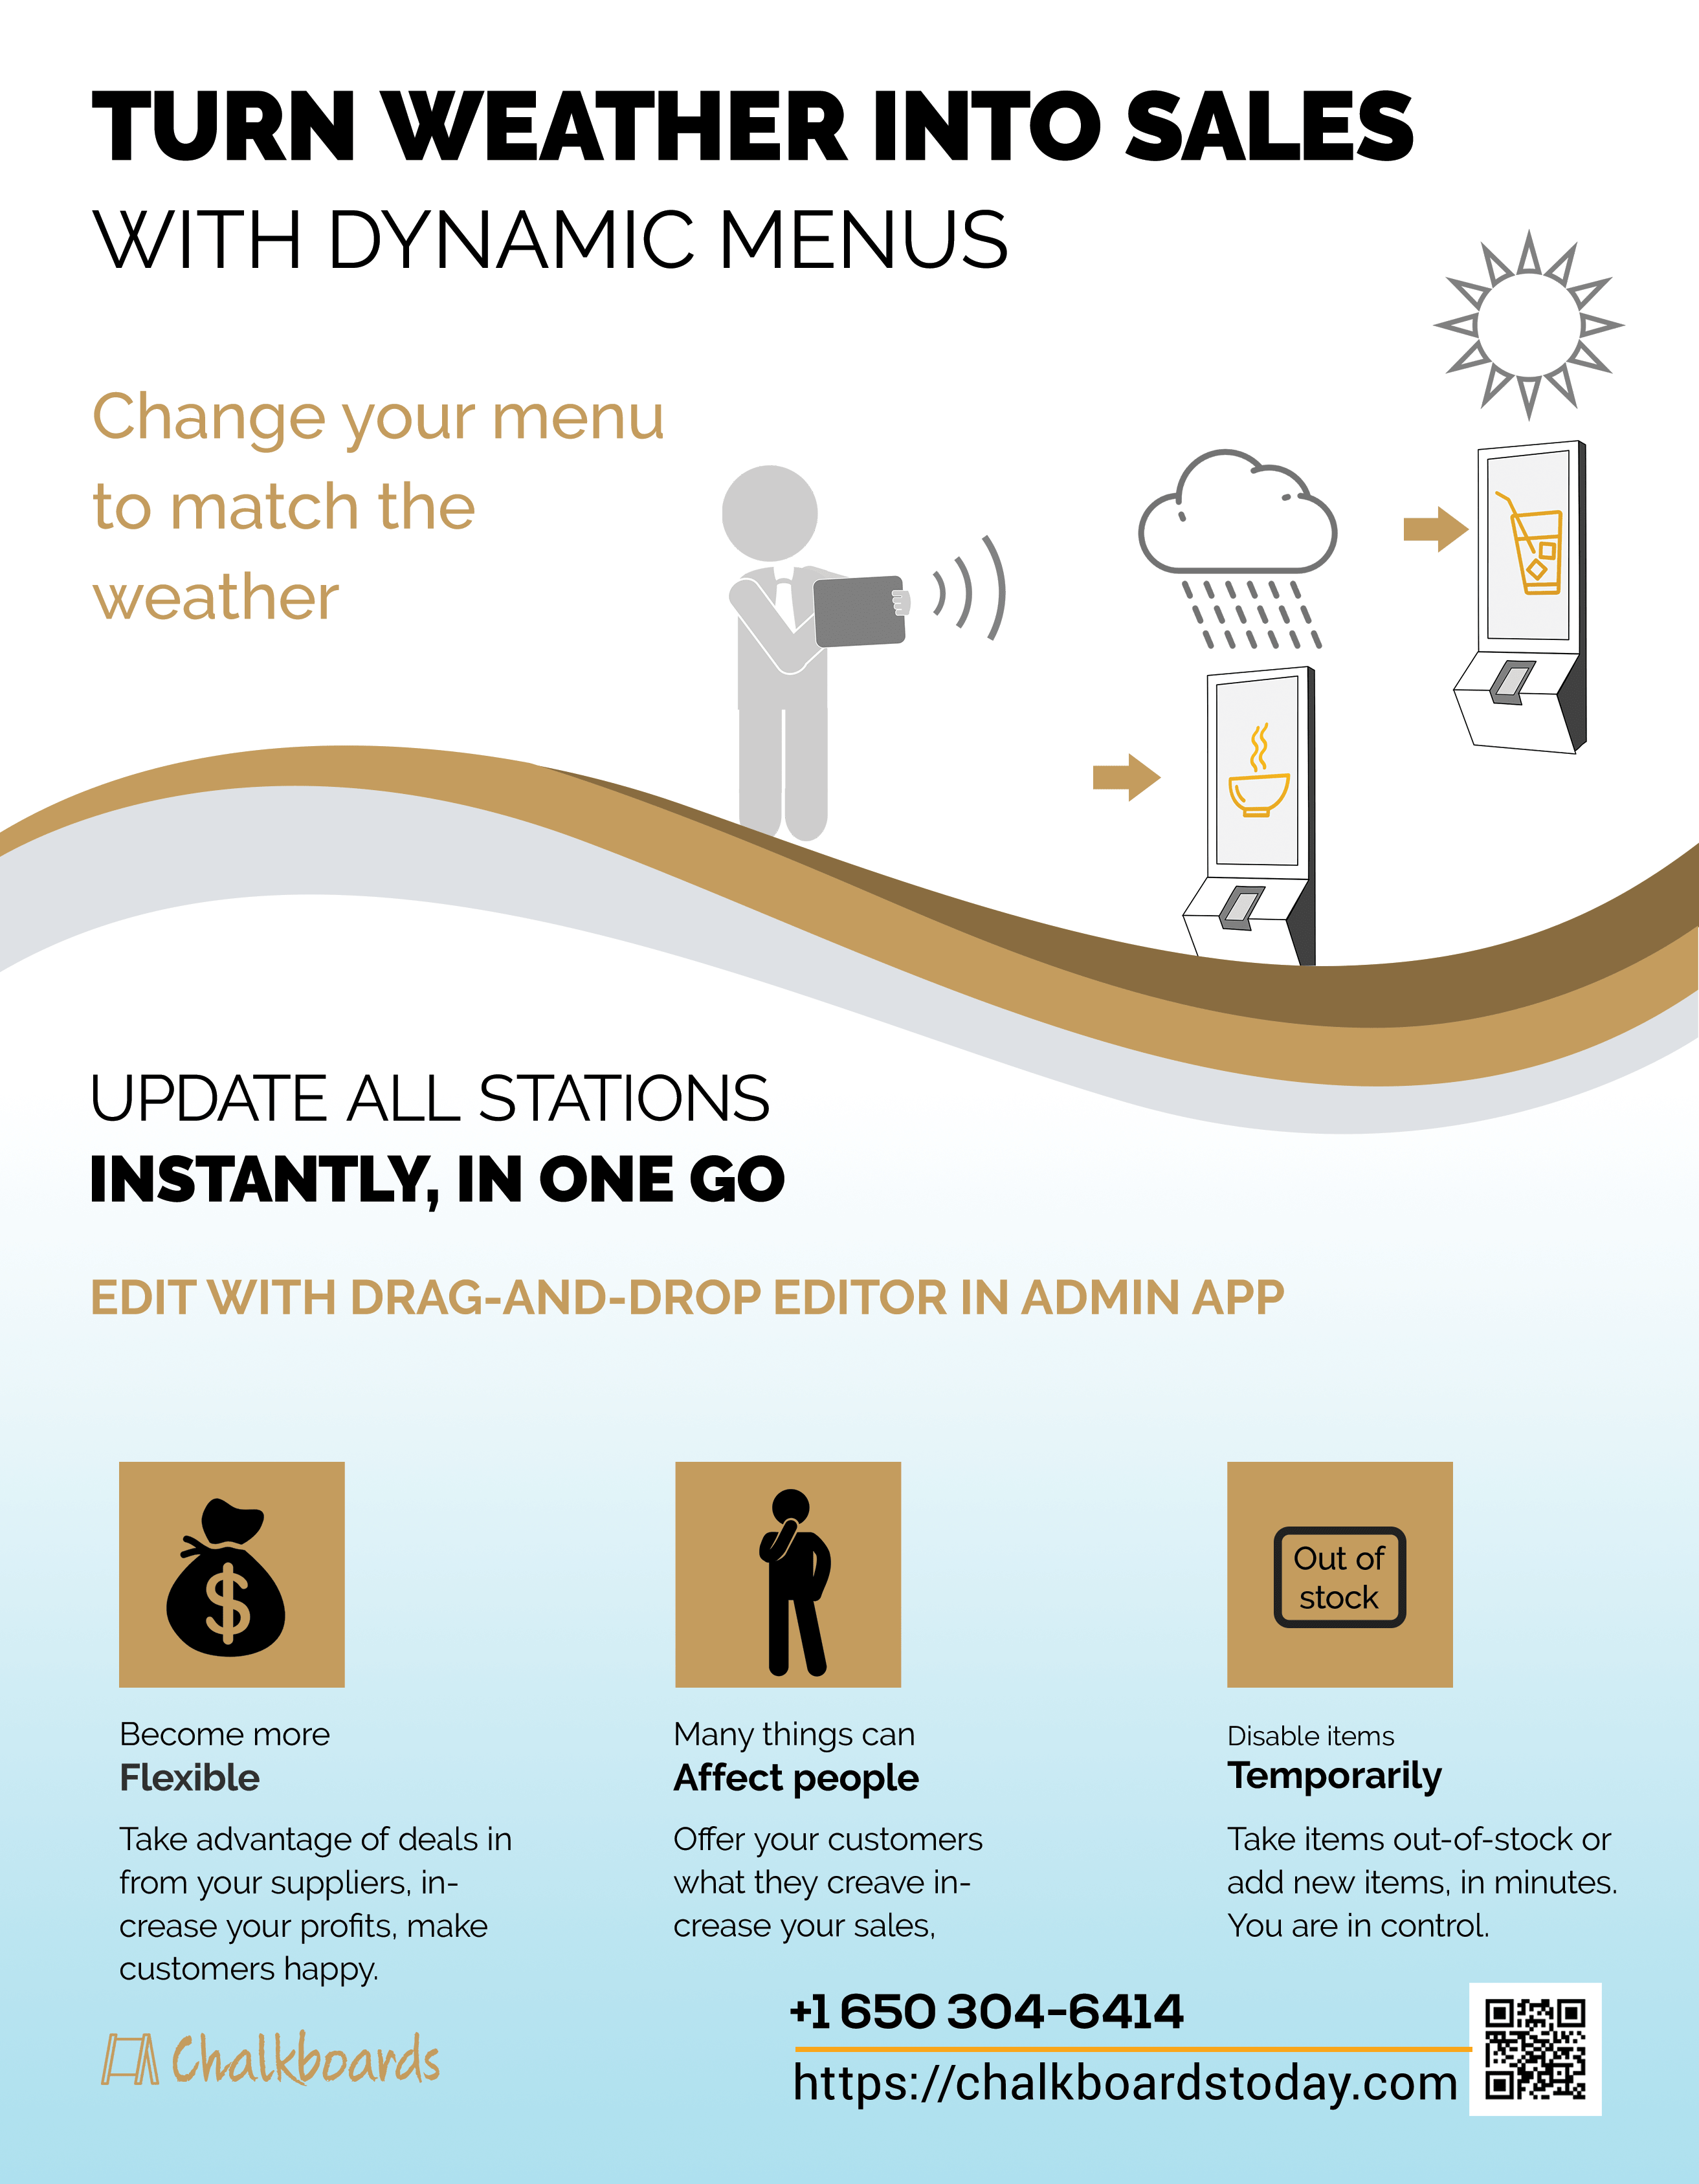 TURN WEATHER INTO SALES
WITH DYNAMIC MENUS
Change your menu
to match the
weather
UPDATE ALL STATIONS
INSTANTLY, IN ONE GO
EDIT WITH DRAG-AND-DROP EDITOR IN ADMIN APP
Become more
Flexible
Take advantage of deals in
from your suppliers, in-
crease your profits, make
customers happy.
Many things can
Affect people
Offer your customers
what they creave in-
crease your sales,
Out of
stock
Disable items
Temporarily
Take items out-of-stock or
add new items, in minutes.
You are in control.
Chalkboards
+1 650 304-6414
https://chalkboardstoday.com